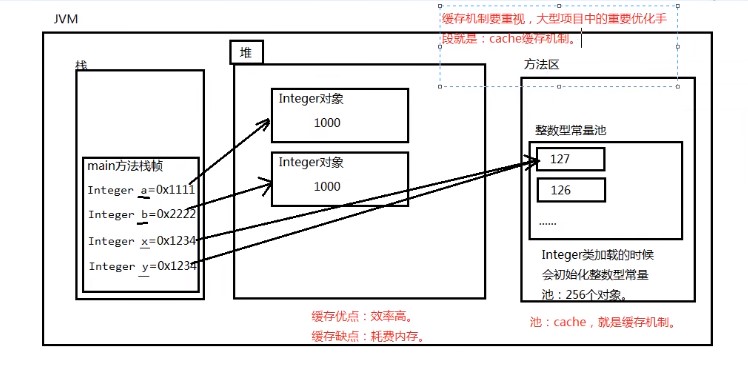 JVM
缓存机制要重视，大型项目中的重要优化手
段就是：cache缓存机制。
栈
堆
方法区
Integer对象
1000
Integer对象
1000
整数型常量池
127
126
......
main方法栈帧
Integer a=0x1111
Integer b=0x2222
Integer x=0x1234
Integer y=0x1234
Integer类加载的时候
会初始化整数型常量
池：256个对象。
缓存优点：效率高。
缓存缺点：耗费内存。
池：cache，就是缓存机制。